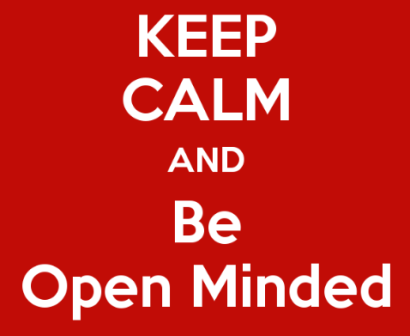 KEEP
CALM
AND
Be
Open Minded